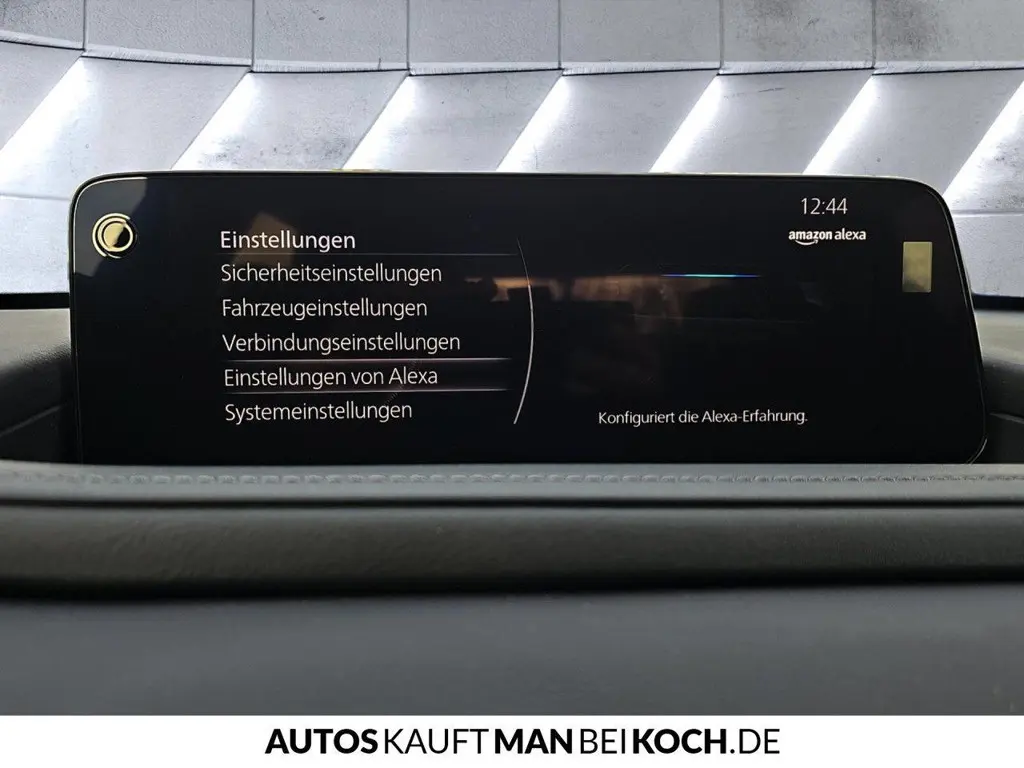 12:44
amazon alexa
Einstellungen
Sicherheitseinstellungen
Fahrzeugeinstellungen
Verbindungseinstellungen
Einstellungen von Alexa
Systemeinstellungen
Konfiguriert die Alexa-Erfahrung.
AUTOSKAUFTMANBEIKOCH.DE